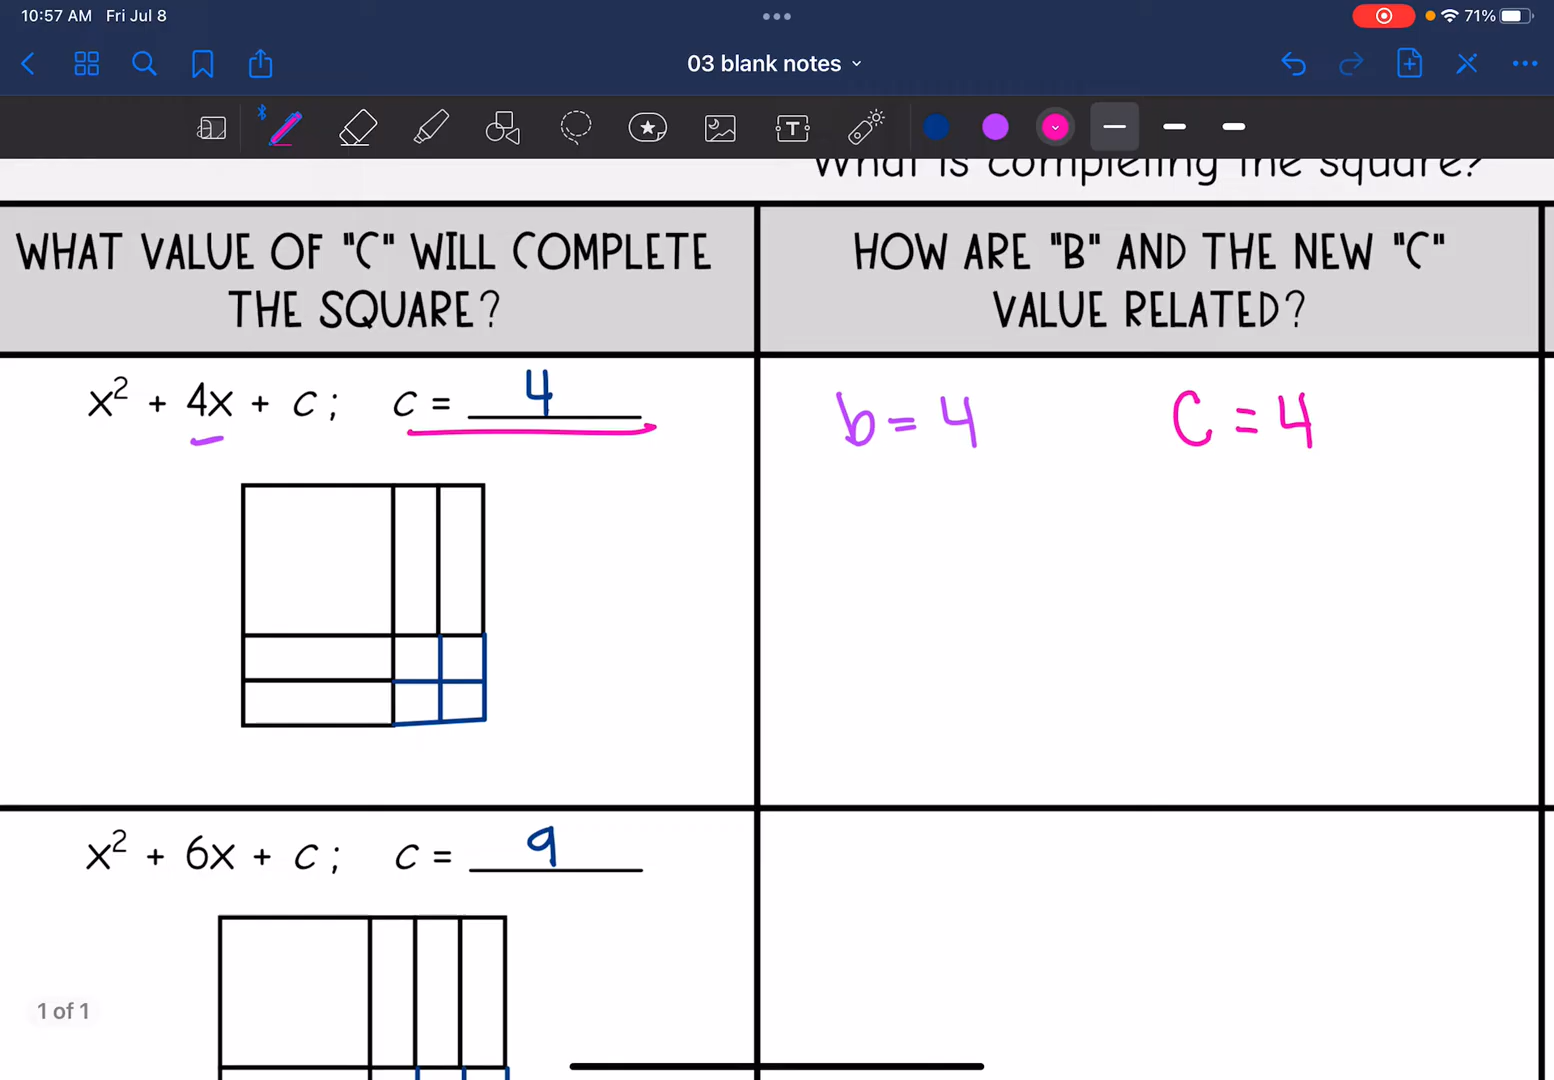 10:57 AM Fri Jul 8
71%
03 blank notes
T
What is completing the square?
WHAT VALUE OF "C" WILL COMPLETE
THE SQUARE?
HOW ARE "B" AND THE NEW "C"
VALUE RELATED?
x² + 4x + c; c = 4
b = 4 C = 4
x² + 6x + c; c = 9
1 of 1